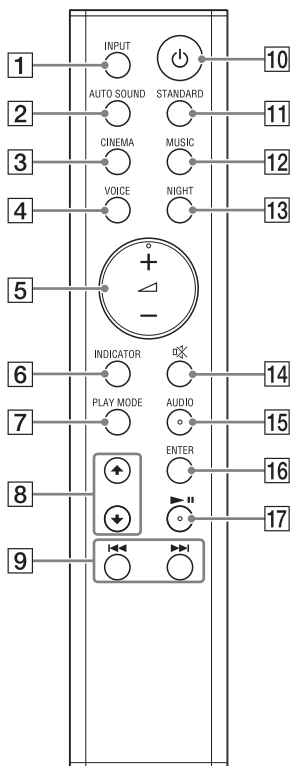 INPUT
1
10
AUTO SOUND
STANDARD
2
11
CINEMA
MUSIC
3
12
VOICE
NIGHT
4
13
+
5
−
INDICATOR
6
14
PLAY MODE
AUDIO
7
15
ENTER
8
16
17
9